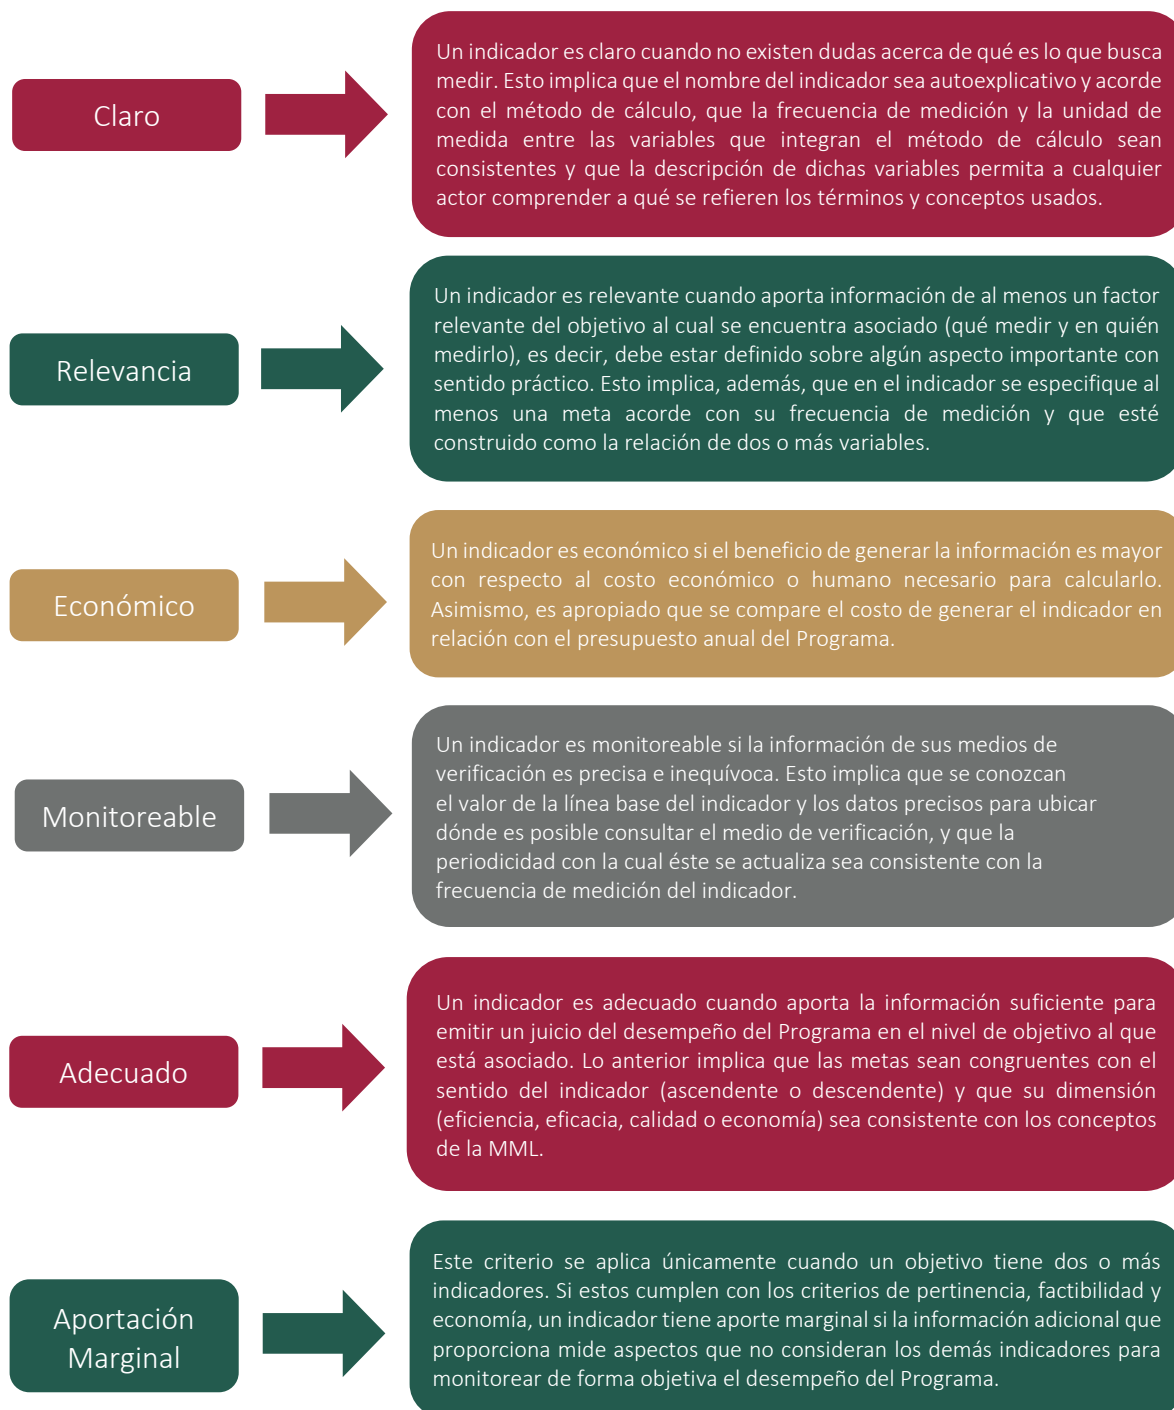 Claro
Un indicador es claro cuando no existen dudas acerca de qué es lo que busca
medir. Esto implica que el nombre del indicador sea autoexplicativo y acorde
con el método de cálculo, que la frecuencia de medición y la unidad de
medida entre las variables que integran el método de cálculo sean
consistentes y que la descripción de dichas variables permita a cualquier
actor comprender a qué se refieren los términos y conceptos usados.
Relevancia
Un indicador es relevante cuando aporta información de al menos un factor
relevante del objetivo al cual se encuentra asociado (qué medir y en quién
medirlo), es decir, debe estar definido sobre algún aspecto importante con
sentido práctico. Esto implica, además, que en el indicador se especifique al
menos una meta acorde con su frecuencia de medición y que esté
construido como la relación de dos o más variables.
Económico
Un indicador es económico si el beneficio de generar la información es mayor
con respecto al costo económico o humano necesario para calcularlo.
Asimismo, es apropiado que se compare el costo de generar el indicador en
relación con el presupuesto anual del Programa.
Monitoreable
Un indicador es monitoreable si la información de sus medios de
verificación es precisa e inequívoca. Esto implica que se conozcan
el valor de la línea base del indicador y los datos precisos para ubicar
dónde es posible consultar el medio de verificación, y que la
periodicidad con la cual éste se actualiza sea consistente con la
frecuencia de medición del indicador.
Adecuado
Un indicador es adecuado cuando aporta la información suficiente para
emitir un juicio del desempeño del Programa en el nivel de objetivo al que
está asociado. Lo anterior implica que las metas sean congruentes con el
sentido del indicador (ascendente o descendente) y que su dimensión
(eficiencia, eficacia, calidad o economía) sea consistente con los conceptos
de la MML.
Aportación
Marginal
Este criterio se aplica únicamente cuando un objetivo tiene dos o más
indicadores. Si estos cumplen con los criterios de pertinencia, factibilidad y
economía, un indicador tiene aporte marginal si la información adicional que
proporciona mide aspectos que no consideran los demás indicadores para
monitorear de forma objetiva el desempeño del Programa.